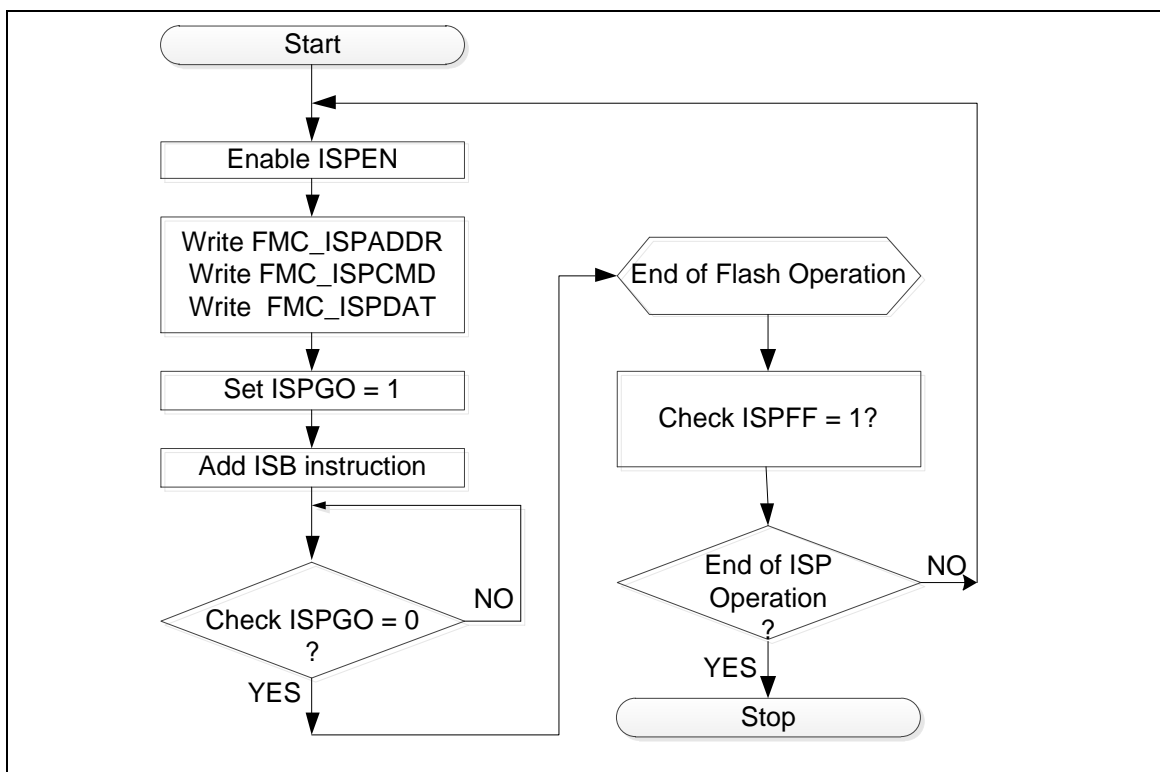 Start
Enable ISPEN
Write FMC_ISPADDR
Write FMC_ISPCMD
Write  FMC_ISPDAT
Set ISPGO = 1
Add ISB instruction
Check ISPGO = 0
?
NO
YES
End of Flash Operation
Check ISPFF = 1?
End of ISP
Operation
?
NO
YES
Stop